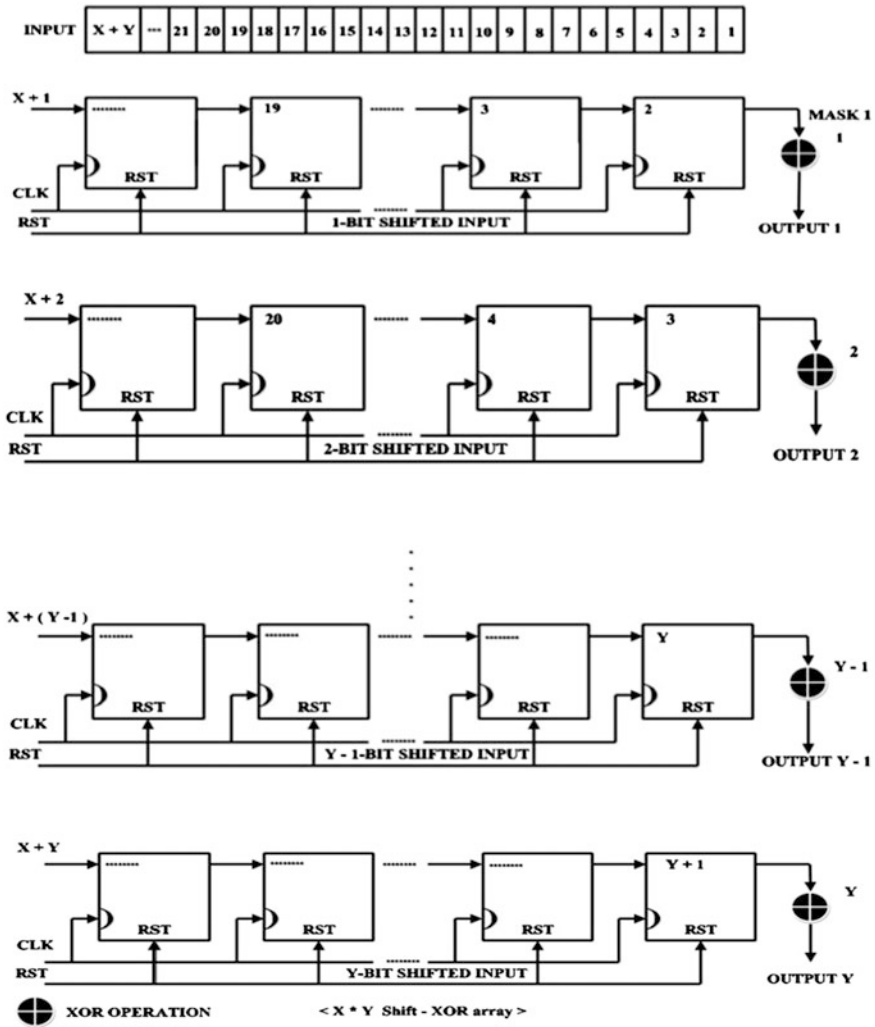 INPUT X + Y ... 21 20 19 18 17 16 15 14 13 12 11 10 9 8 7 6 5 4 3 2 1
X + 1 ........ 19 ........ 3 2 MASK 1
1
RST RST RST RST
CLK
RST ........ 1-BIT SHIFTED INPUT OUTPUT 1
X + 2 ........ 20 ........ 4 3
2
RST RST RST RST
CLK
RST ........ 2-BIT SHIFTED INPUT OUTPUT 2
X + ( Y -1 ) ........ ........ ........ ........ Y
Y - 1
RST RST RST RST
CLK
RST ........ Y - 1-BIT SHIFTED INPUT OUTPUT Y - 1
X + Y ........ ........ ........ ........ Y + 1
Y
RST RST RST RST
CLK
RST ........ Y-BIT SHIFTED INPUT OUTPUT Y
XOR OPERATION < X * Y Shift - XOR array >